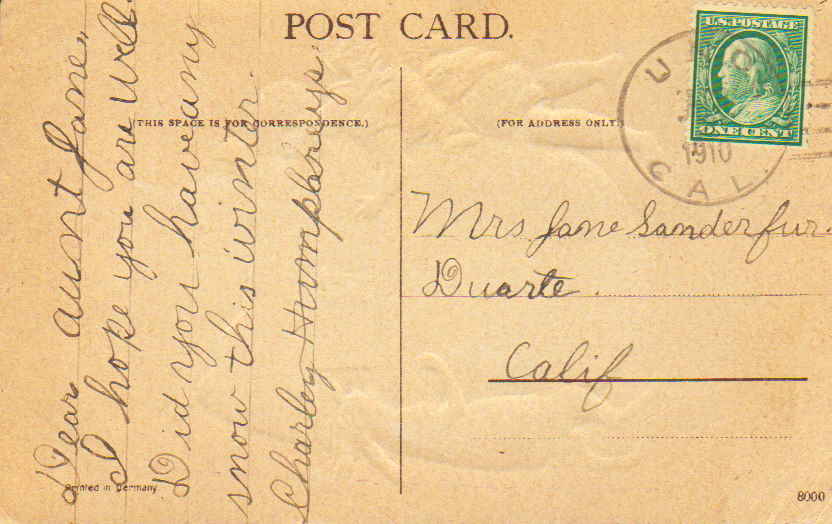 POST CARD.
(THIS SPACE IS FOR CORRESPONDENCE.)
(FOR ADDRESS ONLY.)
U.S. POSTAGE
ONE CENT
1910
CAL.
Dear aunt Jane,
I hope you are well.
Did you have any
snow this winter.
Charley Humphreys.
Mrs Jane Sanderfur.
Duarte.
Calif
Printed in Germany
8000